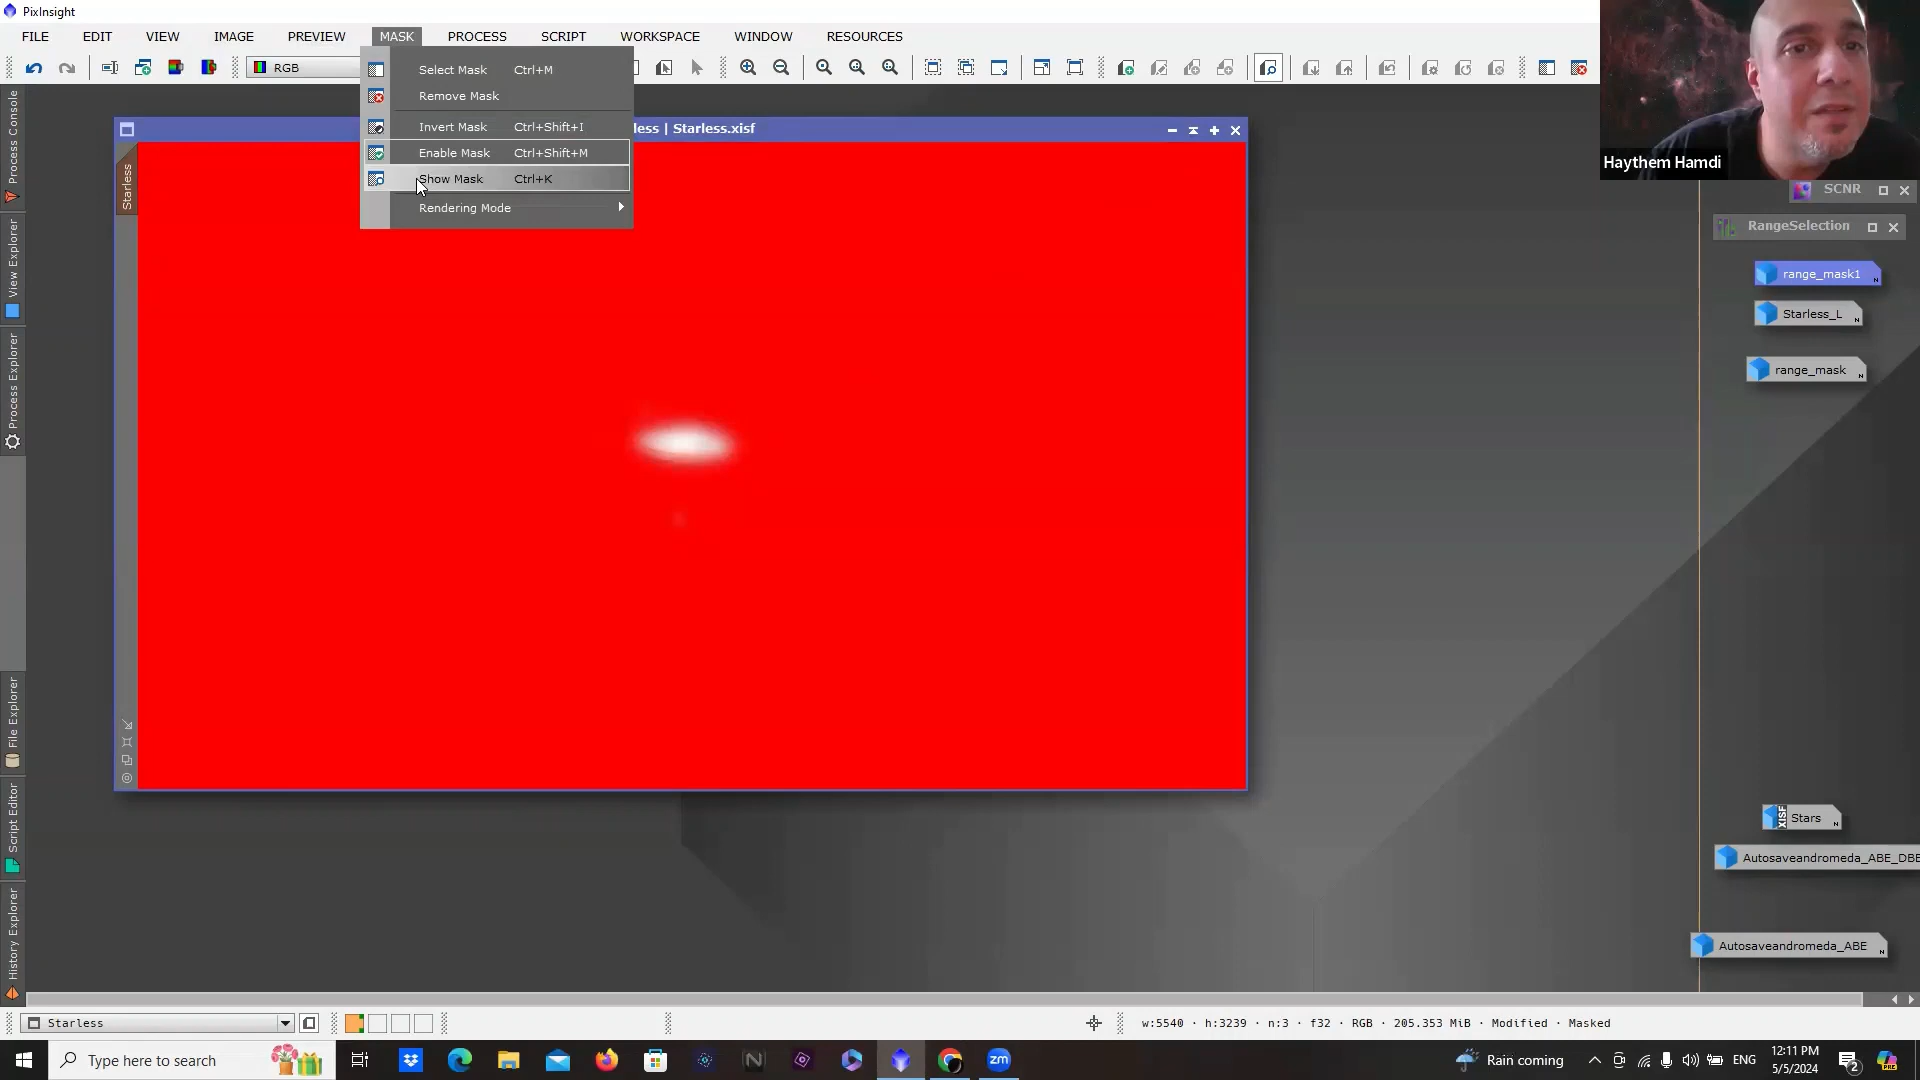 PixInsight
FILE EDIT VIEW IMAGE PREVIEW MASK PROCESS SCRIPT WORKSPACE WINDOW RESOURCES
RGB
Select Mask Ctrl+M
Remove Mask
Invert Mask Ctrl+Shift+I
Enable Mask Ctrl+Shift+M
Show Mask Ctrl+K
Rendering Mode
less | Starless.xisf
Starless
Process Console
View Explorer
Process Explorer
File Explorer
Script Editor
History Explorer
Haythem Hamdi
SCNR
RangeSelection
range_mask1
N
Starless_L
N
range_mask
N
XISF
Stars
N
Autosaveandromeda_ABE_DBE
Autosaveandromeda_ABE
N
Starless
w:5540 · h:3239 · n:3 · f32 · RGB · 205.353 MiB · Modified · Masked
Type here to search
zm
Rain coming
ENG
12:11 PM
5/5/2024
2
PRE